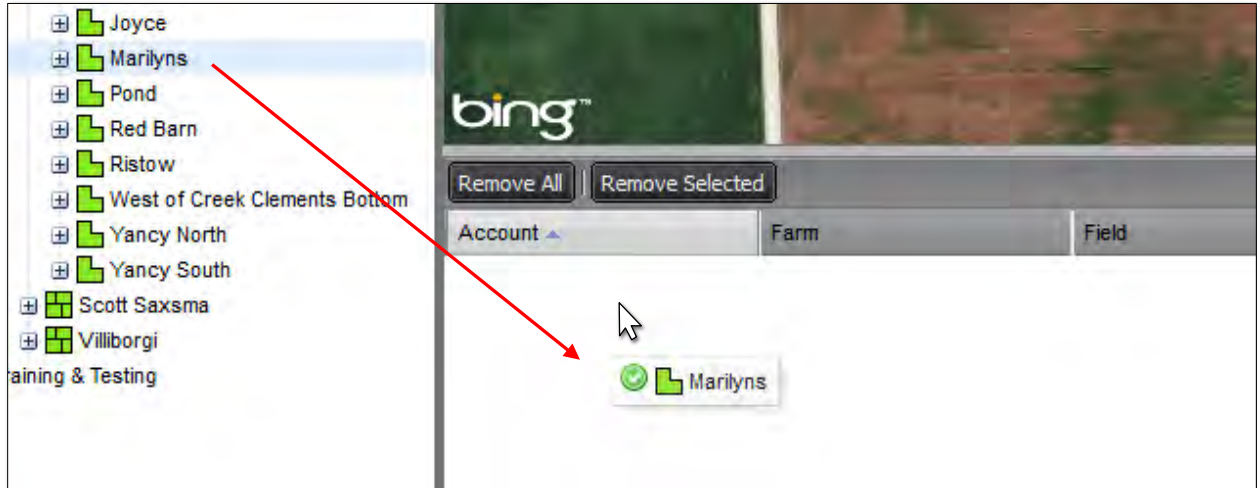 Joyce
Marilyns
Pond
Red Barn
Ristow
West of Creek Clements Bottom
Yancy North
Yancy South
Scott Saxsma
Villiborgi
raining & Testing
bing™
Remove All | Remove Selected
Account Farm Field
Marilyns